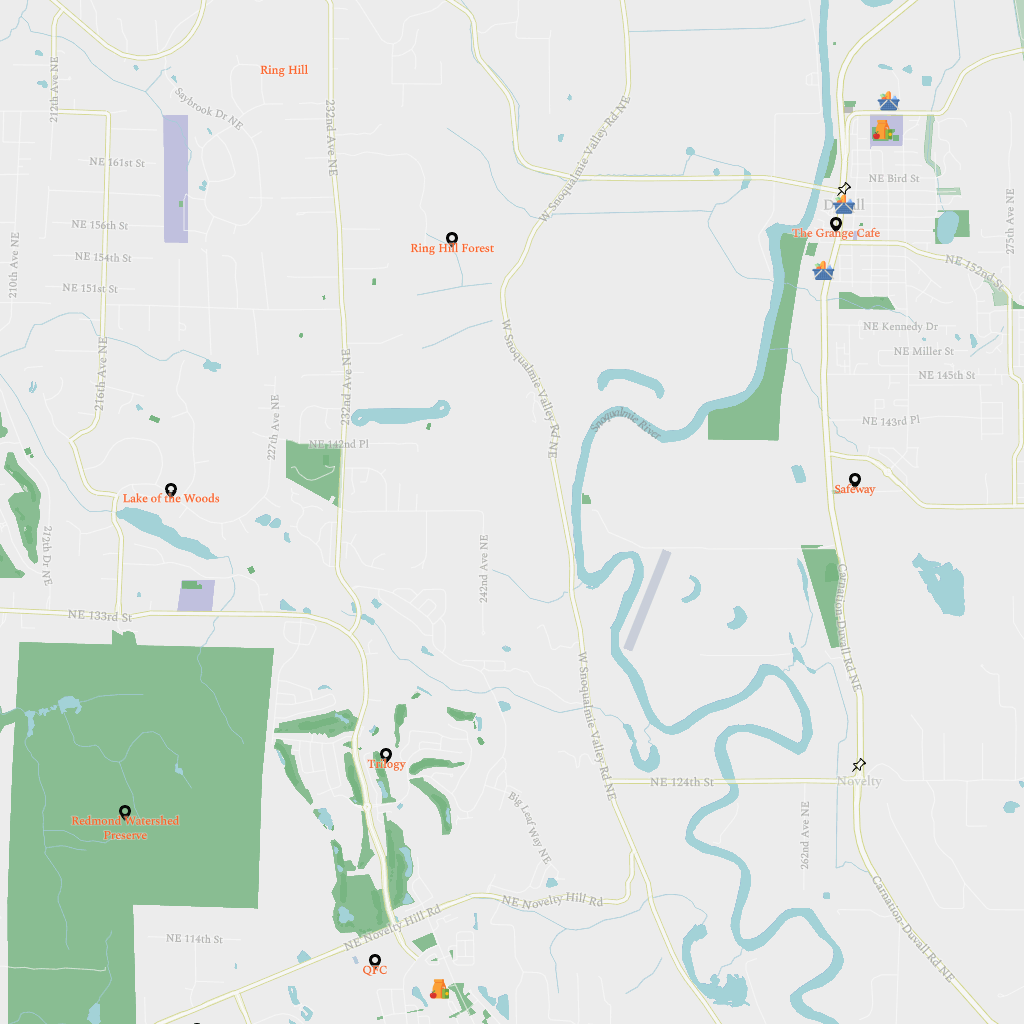 Ring Hill
212th Ave NE
Saybrook Dr NE
232nd Ave NE
W Snoqualmie Valley Rd NE
NE 161st St
NE Bird St
Duvall
The Grange Cafe
275th Ave NE
NE 156th St
210th Ave NE
NE 154th St
Ring Hill Forest
NE 152nd St
NE 151st St
NE Kennedy Dr
NE Miller St
NE 145th St
216th Ave NE
232nd Ave NE
W Snoqualmie Valley Rd NE
227th Ave NE
NE 142nd Pl
Snoqualmie River
NE 143rd Pl
Lake of the Woods
Safeway
212th Dr NE
242nd Ave NE
NE 133rd St
Carnation-Duvall Rd NE
W Snoqualmie Valley Rd NE
Trilogy
NE 124th St
Novelty
Redmond Watershed
Preserve
Big Leaf Way NE
262nd Ave NE
NE Novelty Hill Rd
NE Novelty Hill Rd
Carnation-Duvall Rd NE
NE 114th St
QFC